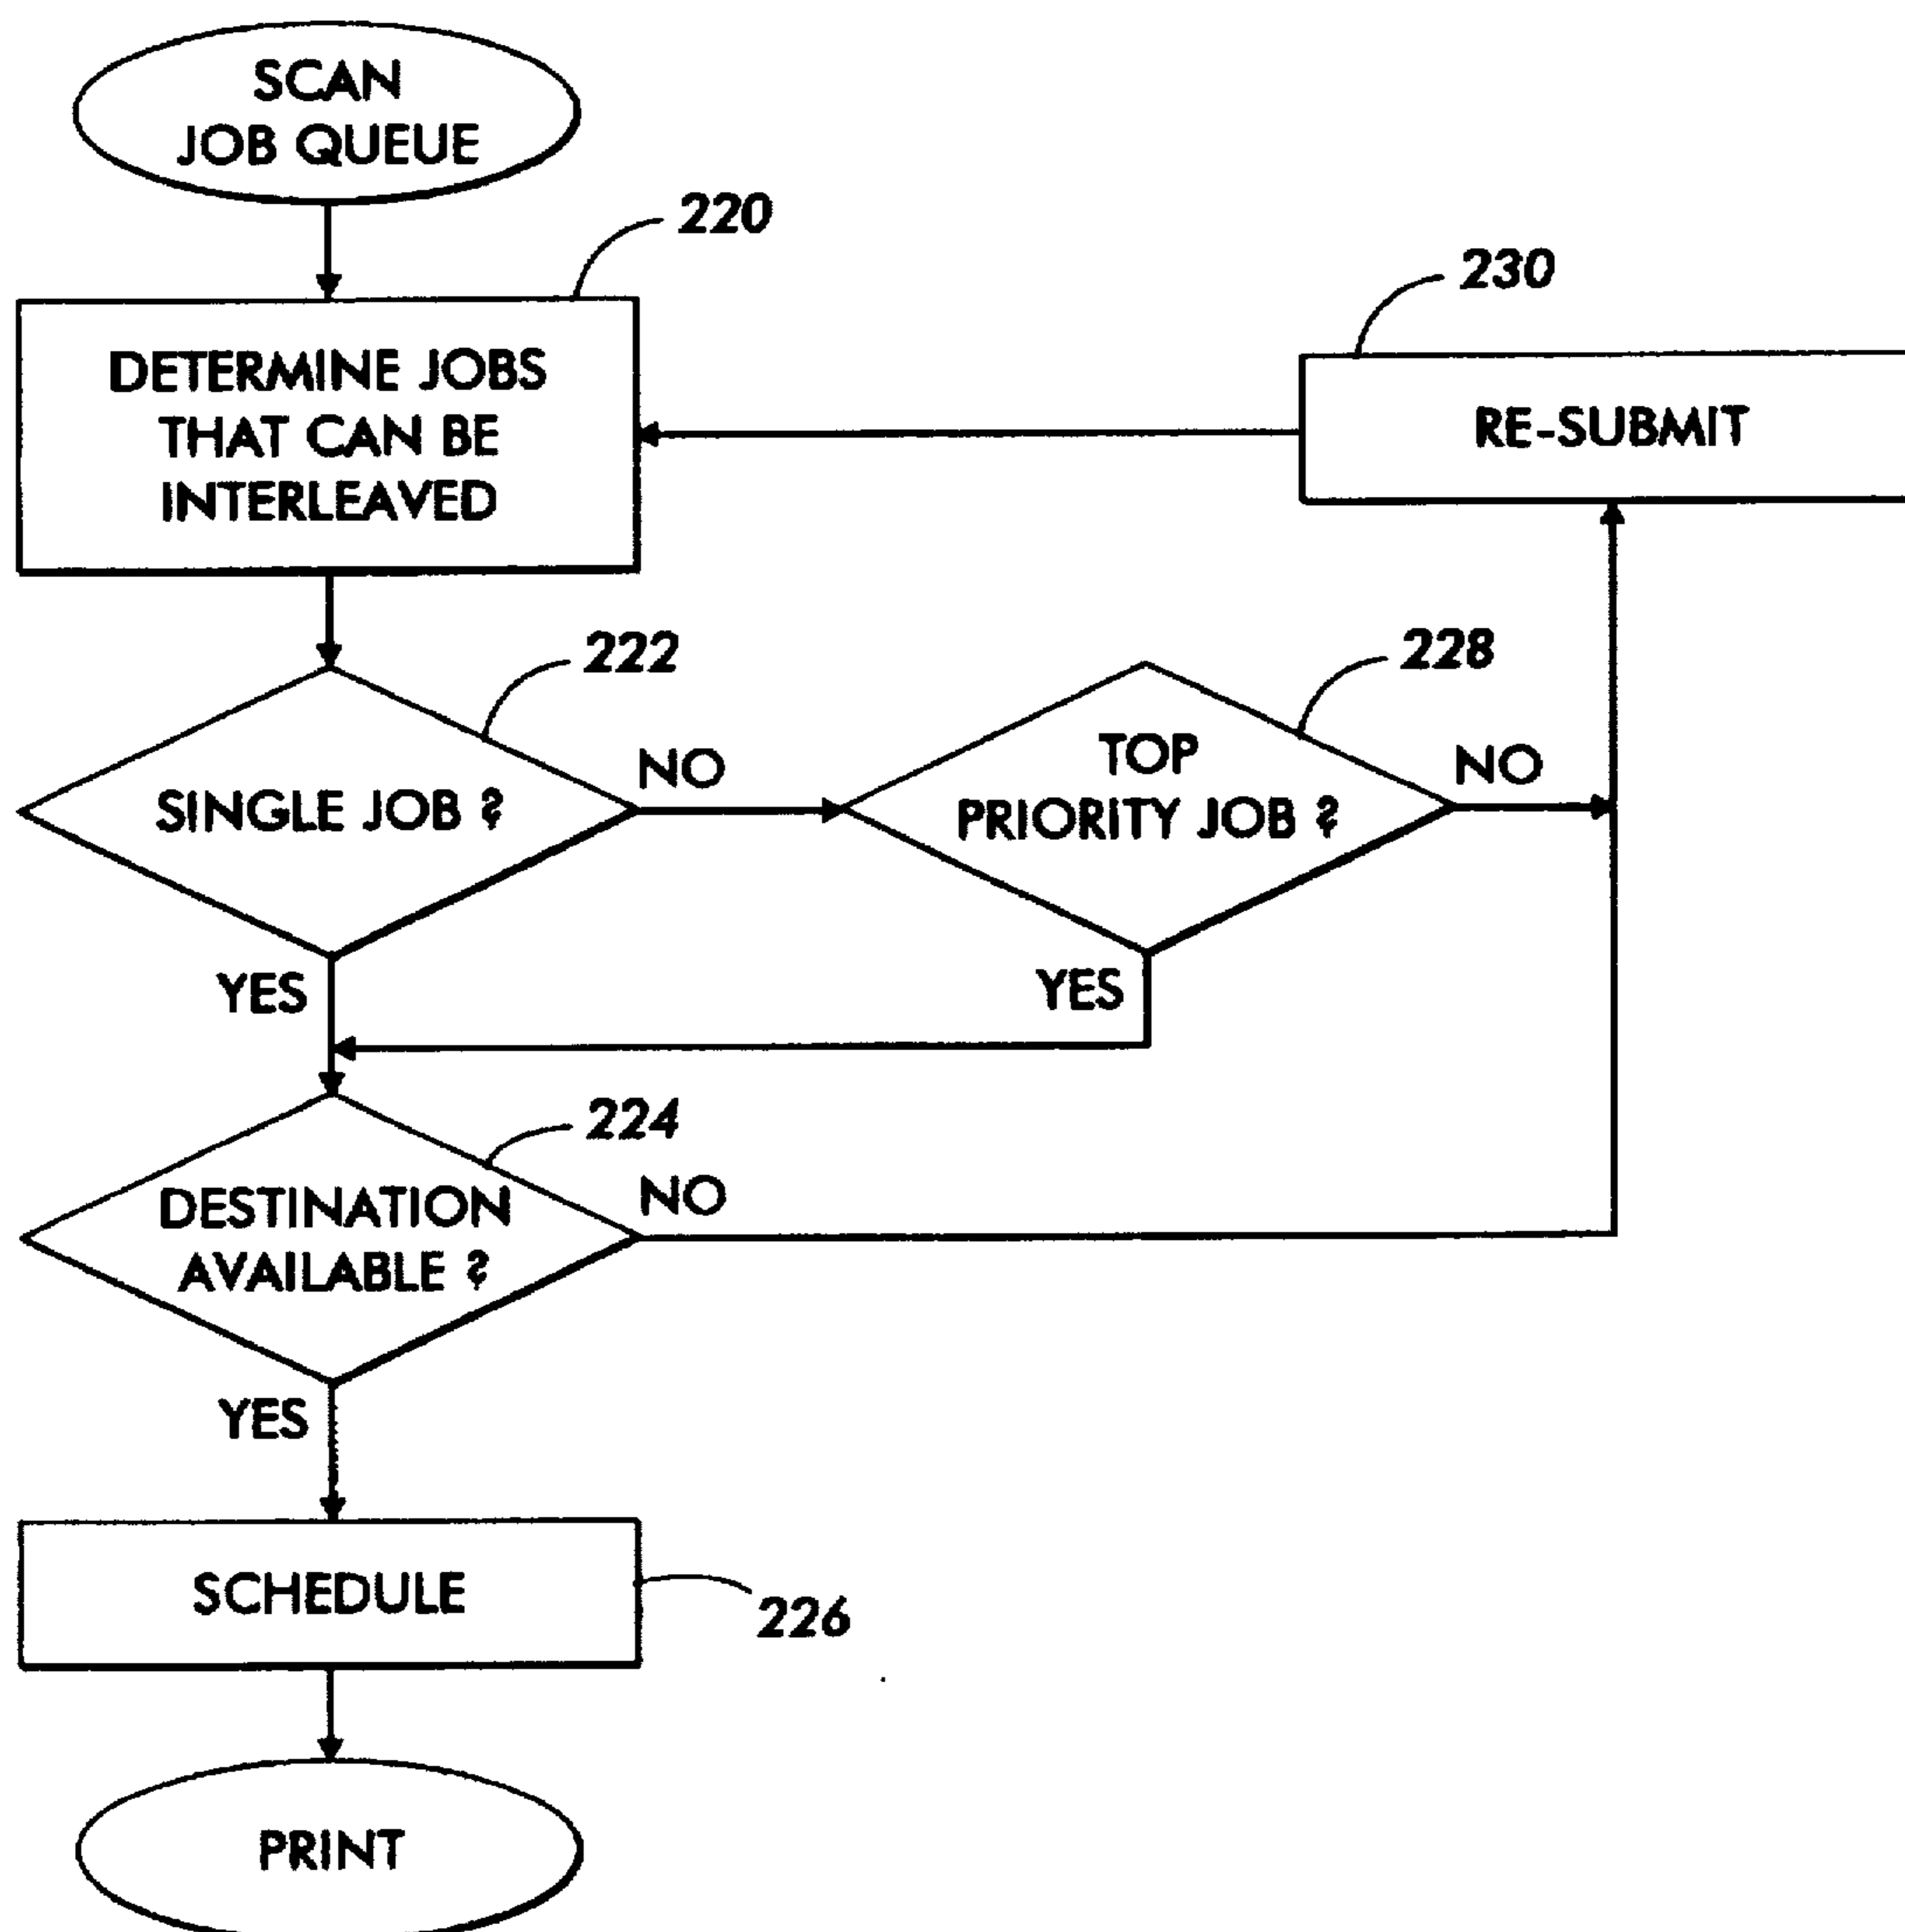 SCAN
JOB QUEUE
220
230
DETERMINE JOBS
THAT CAN BE
INTERLEAVED
RE-SUBMIT
222
228
SINGLE JOB ?
NO
TOP
PRIORITY JOB ?
NO
YES
YES
224
DESTINATION
AVAILABLE ?
NO
YES
SCHEDULE
226
PRINT